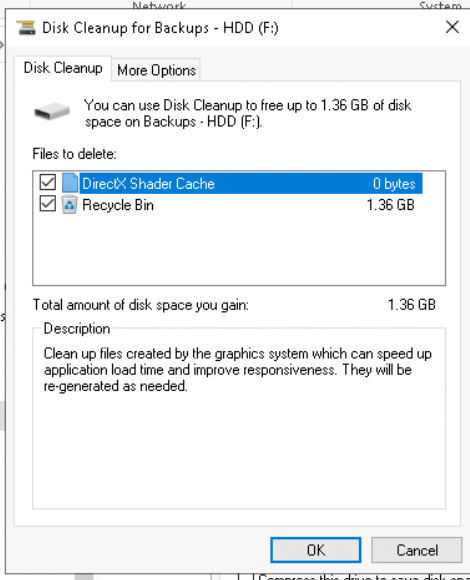 Network System
Disk Cleanup for Backups - HDD (F:)
Disk Cleanup More Options
You can use Disk Cleanup to free up to 1.36 GB of disk
space on Backups - HDD (F:).
Files to delete:
DirectX Shader Cache 0 bytes
Recycle Bin 1.36 GB
Total amount of disk space you gain: 1.36 GB
Description
Clean up files created by the graphics system which can speed up
application load time and improve responsiveness. They will be
re-generated as needed.
OK Cancel
Compress this drive to save disk